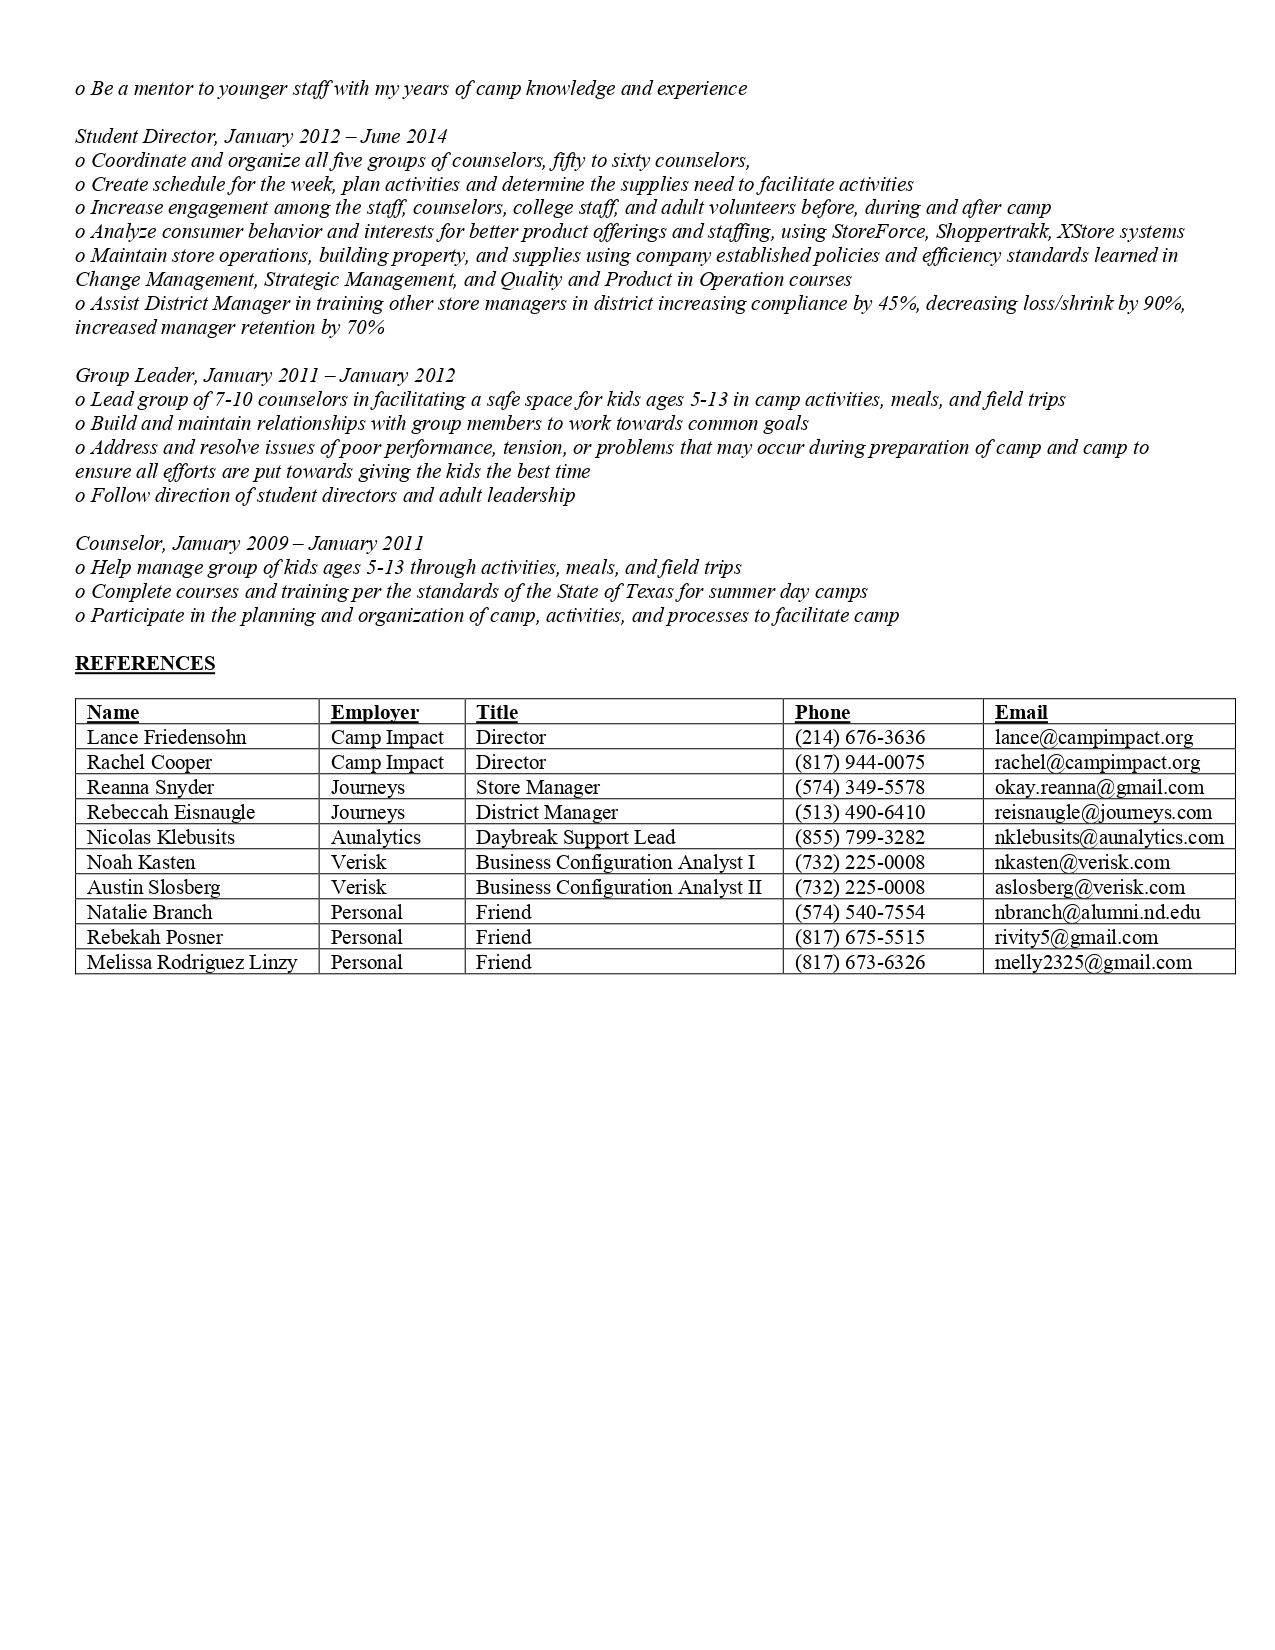 o Be a mentor to younger staff with my years of camp knowledge and experience
Student Director, January 2012 – June 2014
o Coordinate and organize all five groups of counselors, fifty to sixty counselors,
o Create schedule for the week, plan activities and determine the supplies need to facilitate activities
o Increase engagement among the staff, counselors, college staff, and adult volunteers before, during and after camp
o Analyze consumer behavior and interests for better product offerings and staffing, using StoreForce, Shoppertrakk, XStore systems
o Maintain store operations, building property, and supplies using company established policies and efficiency standards learned in
Change Management, Strategic Management, and Quality and Product in Operation courses
o Assist District Manager in training other store managers in district increasing compliance by 45%, decreasing loss/shrink by 90%,
increased manager retention by 70%
Group Leader, January 2011 – January 2012
o Lead group of 7-10 counselors in facilitating a safe space for kids ages 5-13 in camp activities, meals, and field trips
o Build and maintain relationships with group members to work towards common goals
o Address and resolve issues of poor performance, tension, or problems that may occur during preparation of camp and camp to
ensure all efforts are put towards giving the kids the best time
o Follow direction of student directors and adult leadership
Counselor, January 2009 – January 2011
o Help manage group of kids ages 5-13 through activities, meals, and field trips
o Complete courses and training per the standards of the State of Texas for summer day camps
o Participate in the planning and organization of camp, activities, and processes to facilitate camp
REFERENCES
Name Employer Title Phone Email
Lance Friedensohn Camp Impact Director (214) 676-3636 lance@campimpact.org
Rachel Cooper Camp Impact Director (817) 944-0075 rachel@campimpact.org
Reanna Snyder Journeys Store Manager (574) 349-5578 okay.reanna@gmail.com
Rebeccah Eisnaugle Journeys District Manager (513) 490-6410 reisnaugle@journeys.com
Nicolas Klebusits Aunalytics Daybreak Support Lead (855) 799-3282 nklebusits@aunalytics.com
Noah Kasten Verisk Business Configuration Analyst I (732) 225-0008 nkasten@verisk.com
Austin Slosberg Verisk Business Configuration Analyst II (732) 225-0008 aslosberg@verisk.com
Natalie Branch Personal Friend (574) 540-7554 nbranch@alumni.nd.edu
Rebekah Posner Personal Friend (817) 675-5515 rivity5@gmail.com
Melissa Rodriguez Linzy Personal Friend (817) 673-6326 melly2325@gmail.com